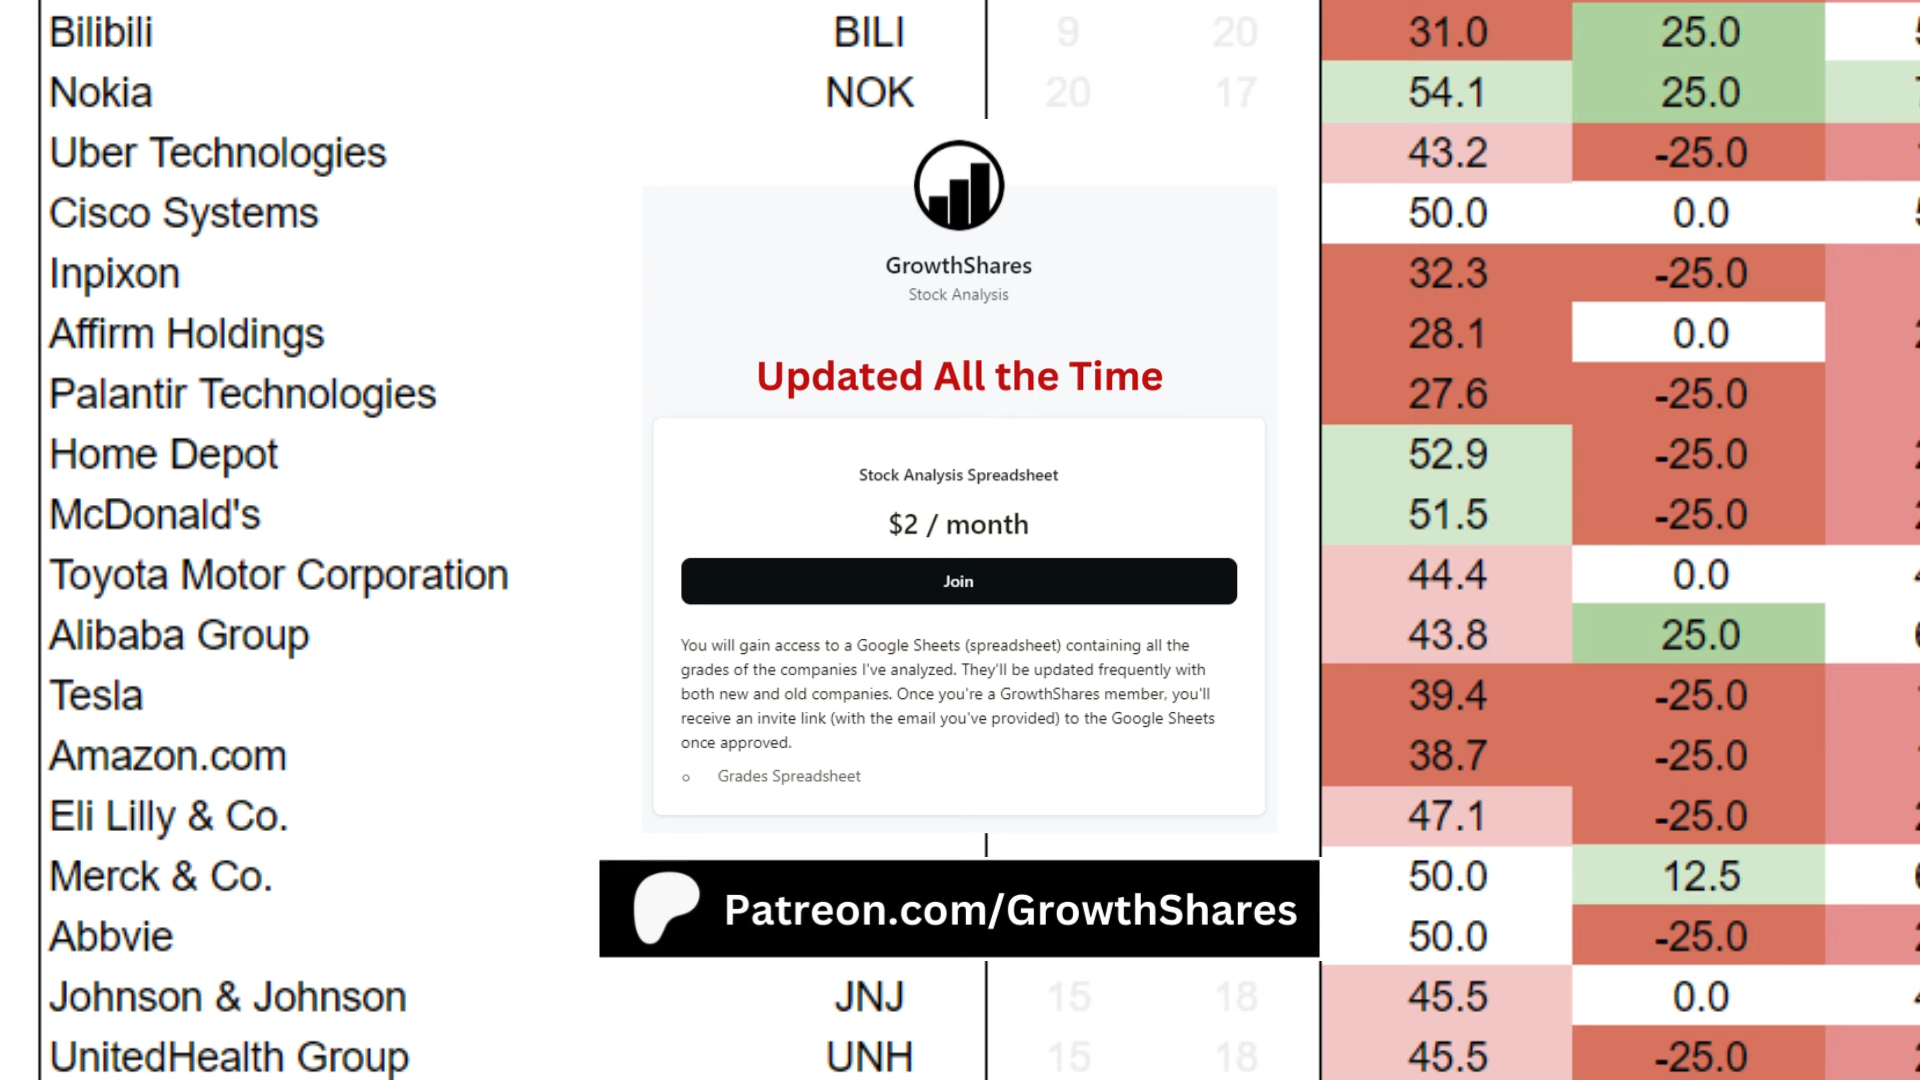 Bilibili BILI 9 20 31.0 25.0
Nokia NOK 20 17 54.1 25.0
Uber Technologies 43.2 -25.0
Cisco Systems 50.0 0.0
Inpixon 32.3 -25.0
Affirm Holdings 28.1 0.0
Palantir Technologies 27.6 -25.0
Home Depot 52.9 -25.0
McDonald's 51.5 -25.0
Toyota Motor Corporation 44.4 0.0
Alibaba Group 43.8 25.0
Tesla 39.4 -25.0
Amazon.com 38.7 -25.0
Eli Lilly & Co. 47.1 -25.0
Merck & Co. 50.0 12.5
Abbvie 50.0 -25.0
Johnson & Johnson JNJ 15 18 45.5 0.0
UnitedHealth Group UNH 15 18 45.5 -25.0
GrowthShares
Stock Analysis
Updated All the Time
Stock Analysis Spreadsheet
$2 / month
Join
You will gain access to a Google Sheets (spreadsheet) containing all the
grades of the companies I've analyzed. They'll be updated frequently with
both new and old companies. Once you're a GrowthShares member, you'll
receive an invite link (with the email you've provided) to the Google Sheets
once approved.
Grades Spreadsheet
Patreon.com/GrowthShares